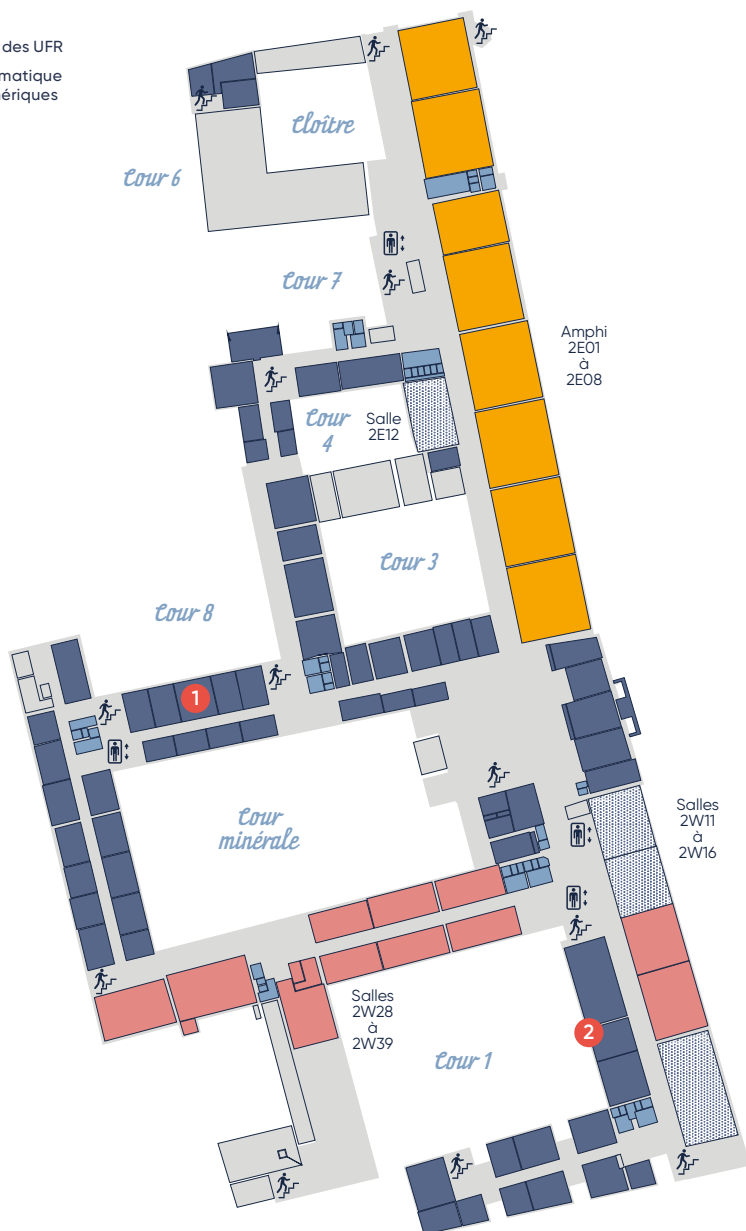 des UFR
matique
ériques
Cloître
Cour 6
Cour 7
Amphi
2E01
à
2E08
Cour
4
Salle
2E12
Cour 3
Cour 8
1
Cour
minérale
Salles
2W11
à
2W16
Salles
2W28
à
2W39
2
Cour 1